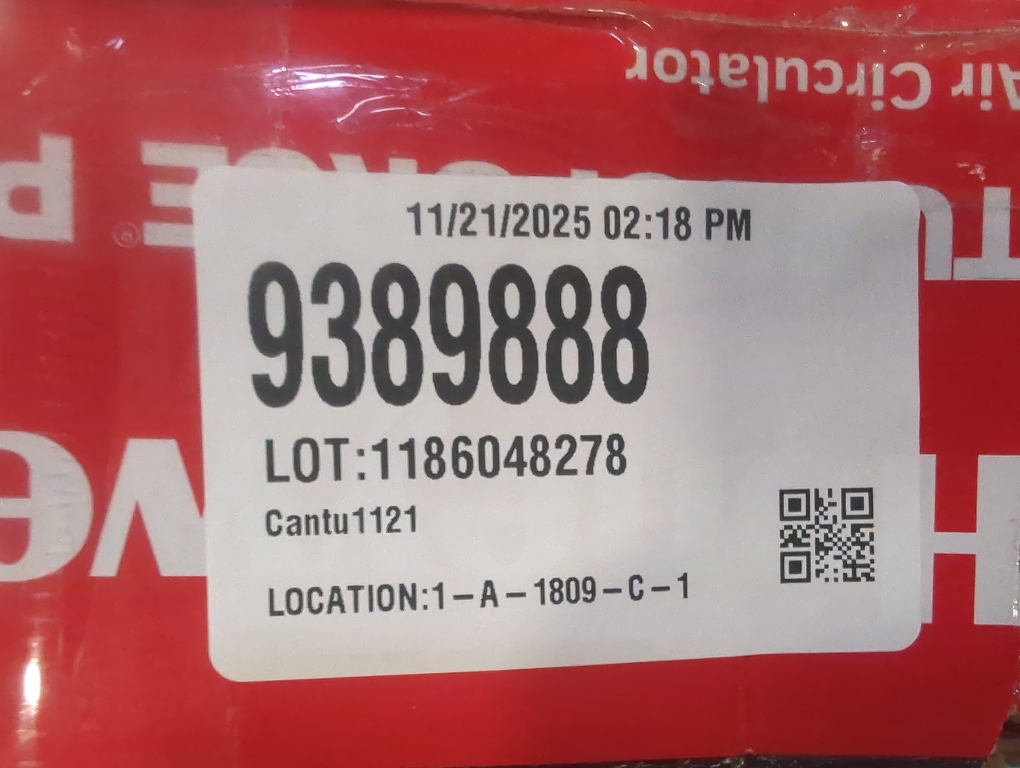 Air Circulator
11/21/2025 02:18 PM
9389888
LOT:1186048278
Cantu1121
LOCATION:1-A-1809-C-1